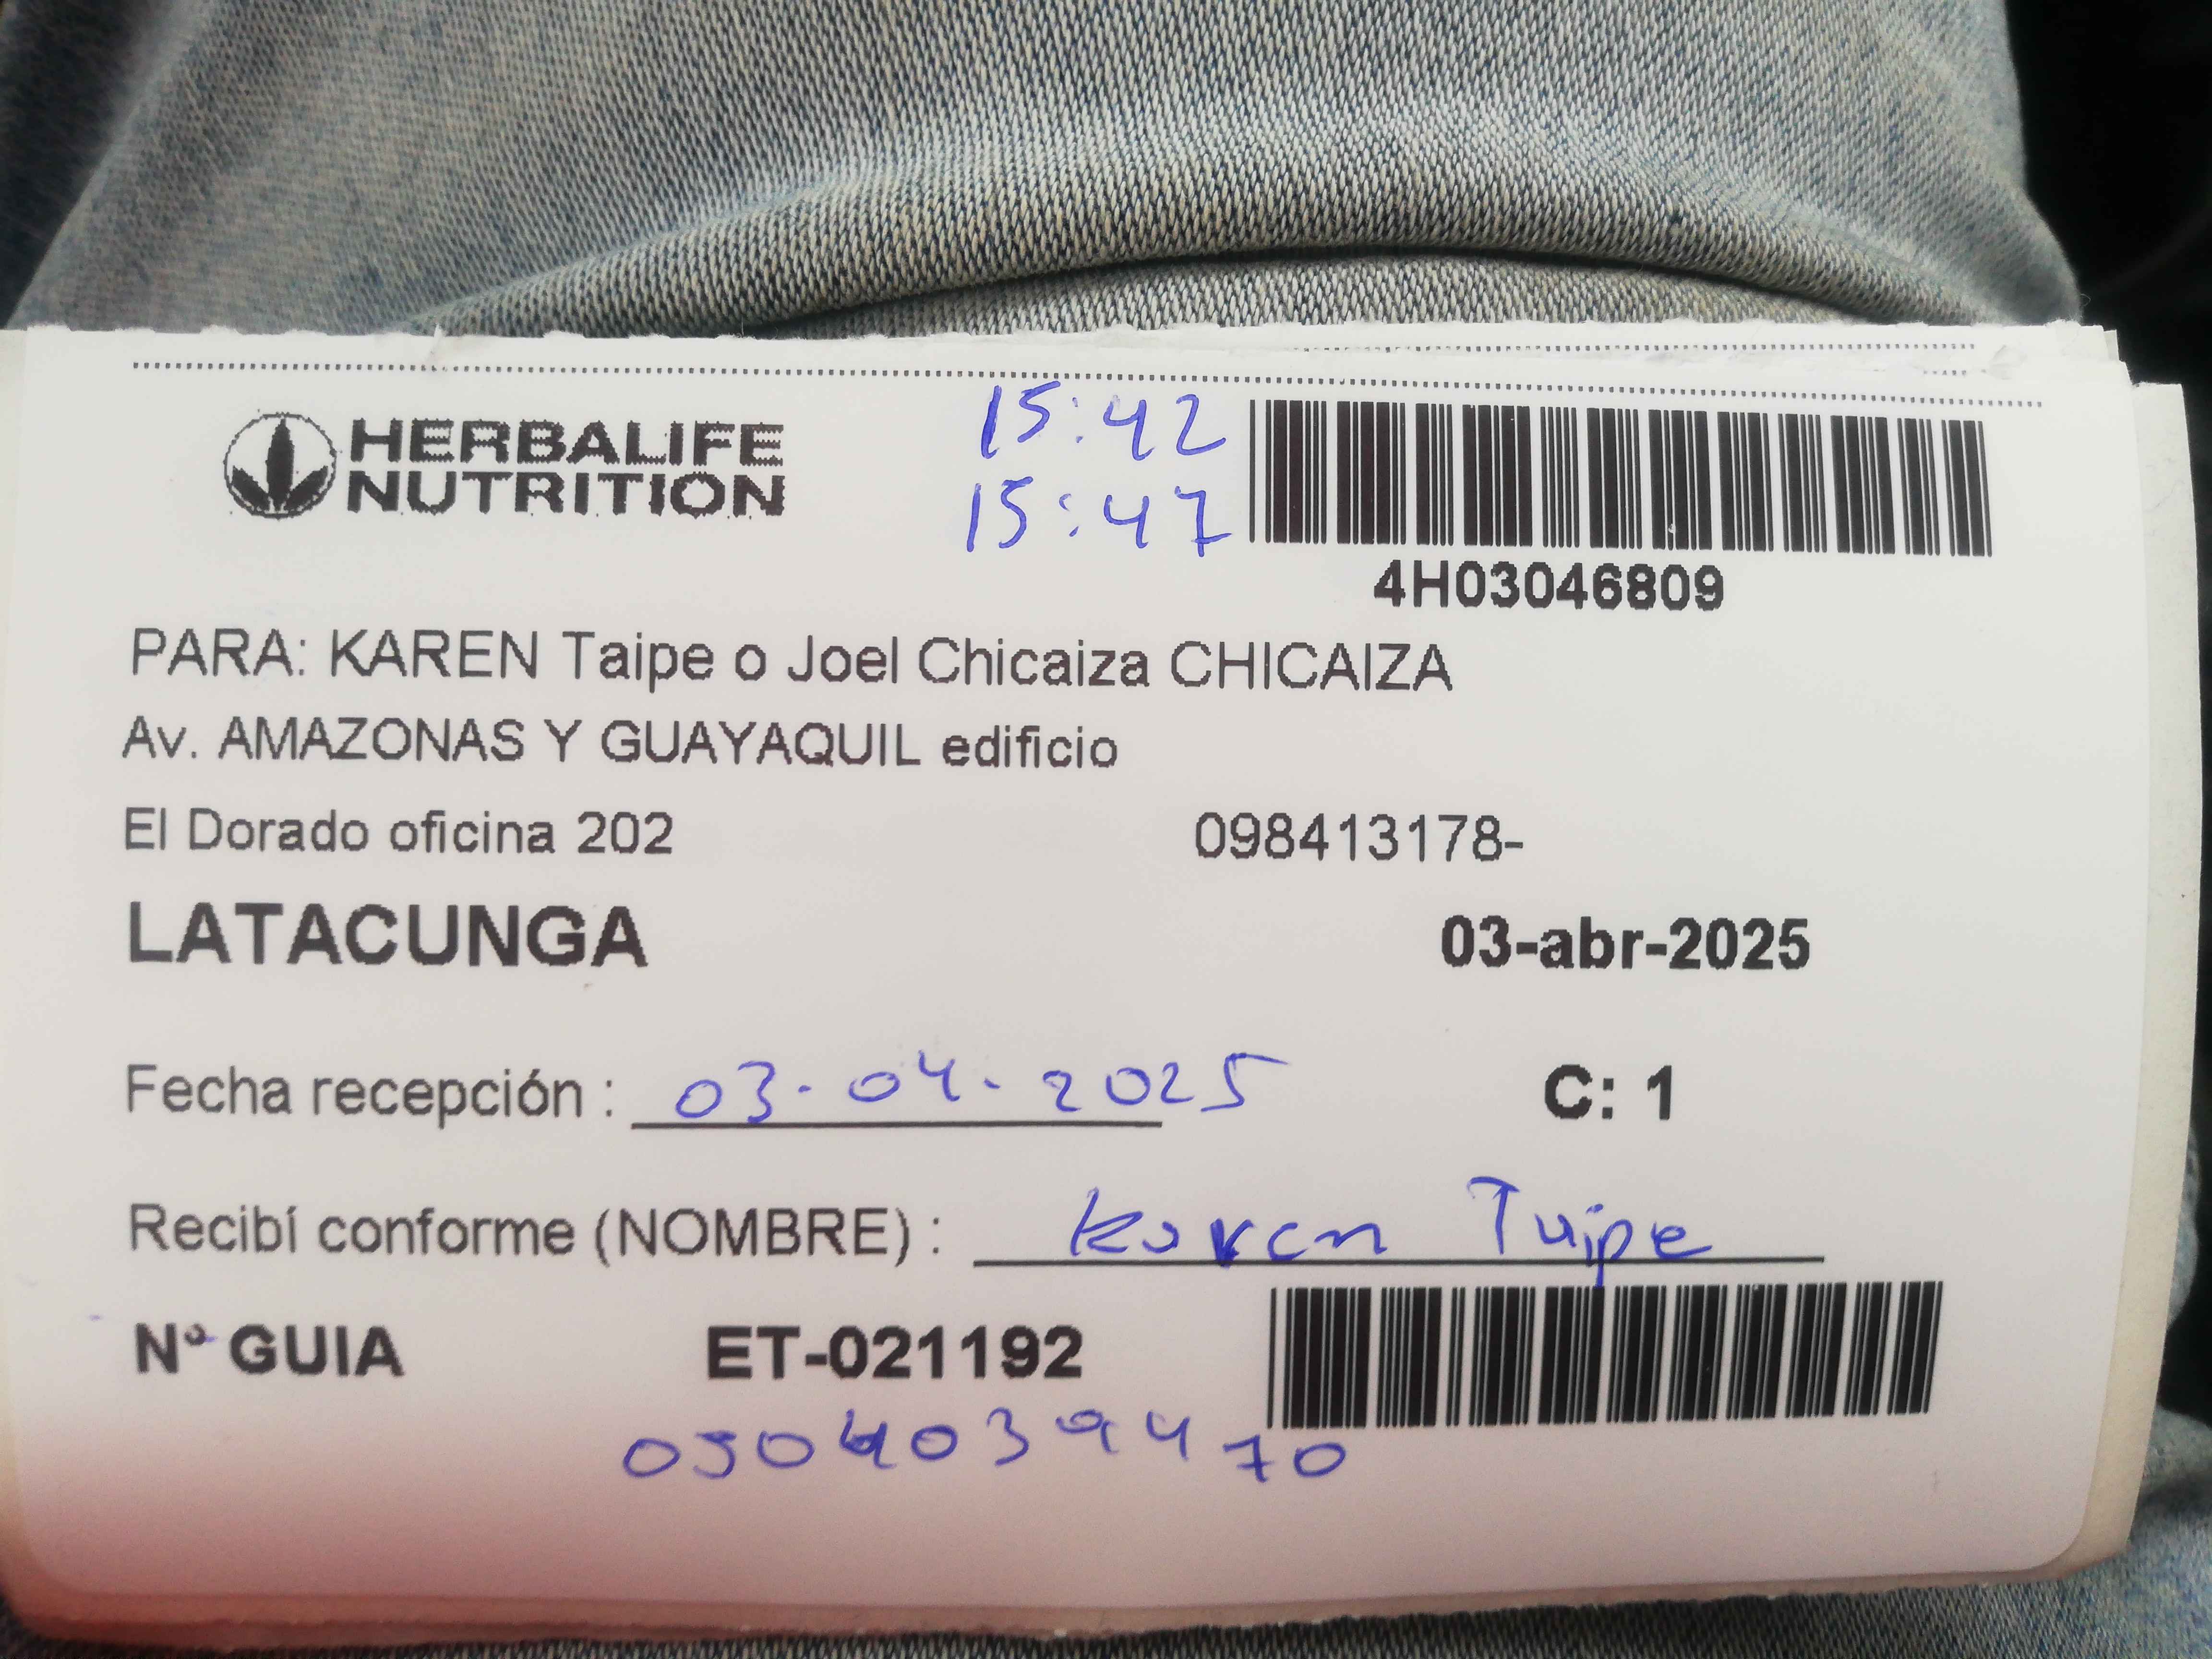 HERBALIFE
NUTRITION
15:42
15:47
4H03046809
PARA: KAREN Taipe o Joel Chicaiza CHICAIZA
Av. AMAZONAS Y GUAYAQUIL edificio
El Dorado oficina 202 098413178-
LATACUNGA 03-abr-2025
Fecha recepción : 03-04-2025 C: 1
Recibí conforme (NOMBRE) : Karen Taipe
Nº GUIA ET-021192
0504039470